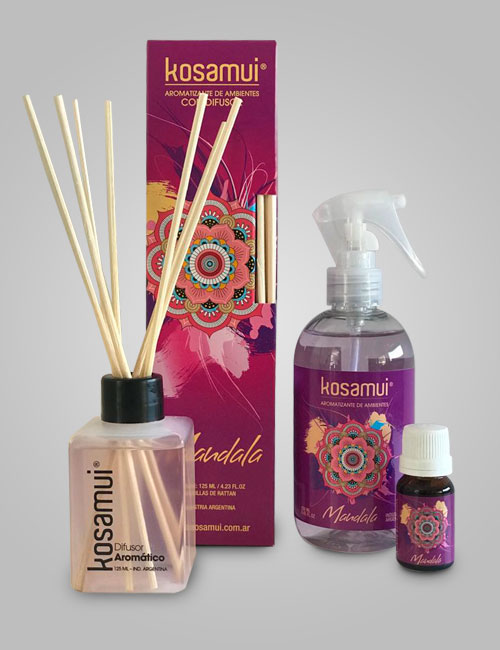 kosamui®
AROMATIZANTE DE AMBIENTES
CON DIFUSOR
Mandala
125 ML / 4.23 FL.OZ
VARILLAS DE RATTAN
INDUSTRIA ARGENTINA
kosamui.com.ar
kosamui®
Difusor
Aromático
125 ML - IND. ARGENTINA
kosamui®
AROMATIZANTE DE AMBIENTES
Mandala
Mandala